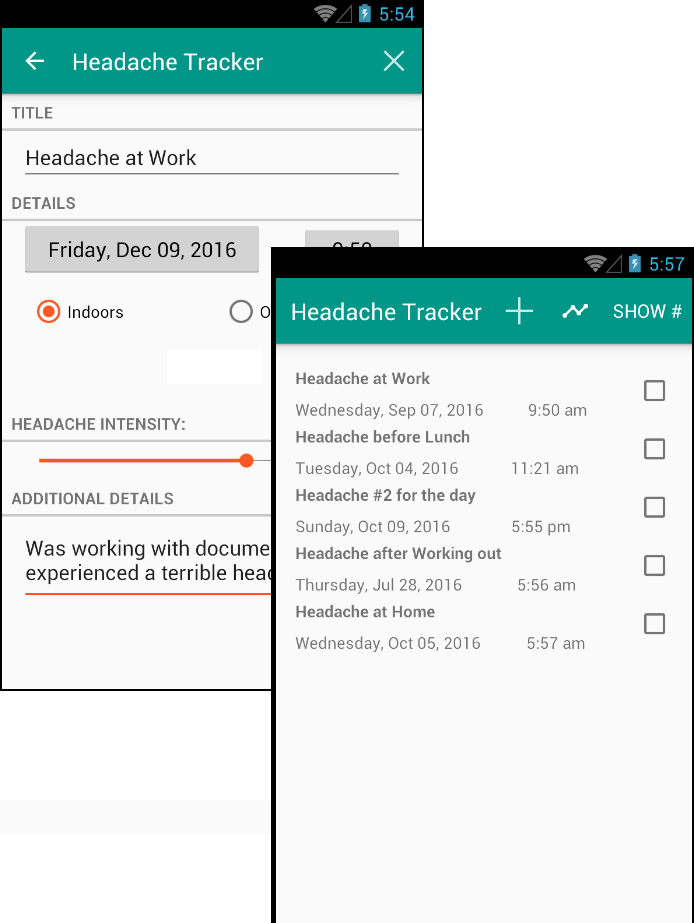 5:54
Headache Tracker
TITLE
Headache at Work
DETAILS
Friday, Dec 09, 2016
Indoors
HEADACHE INTENSITY:
ADDITIONAL DETAILS
Was working with
experienced a terrible
5:57
Headache Tracker SHOW #
Headache at Work
Wednesday, Sep 07, 2016 9:50 am
Headache before Lunch
Tuesday, Oct 04, 2016 11:21 am
Headache #2 for the day
Sunday, Oct 09, 2016 5:55 pm
Headache after Working out
Thursday, Jul 28, 2016 5:56 am
Headache at Home
Wednesday, Oct 05, 2016 5:57 am